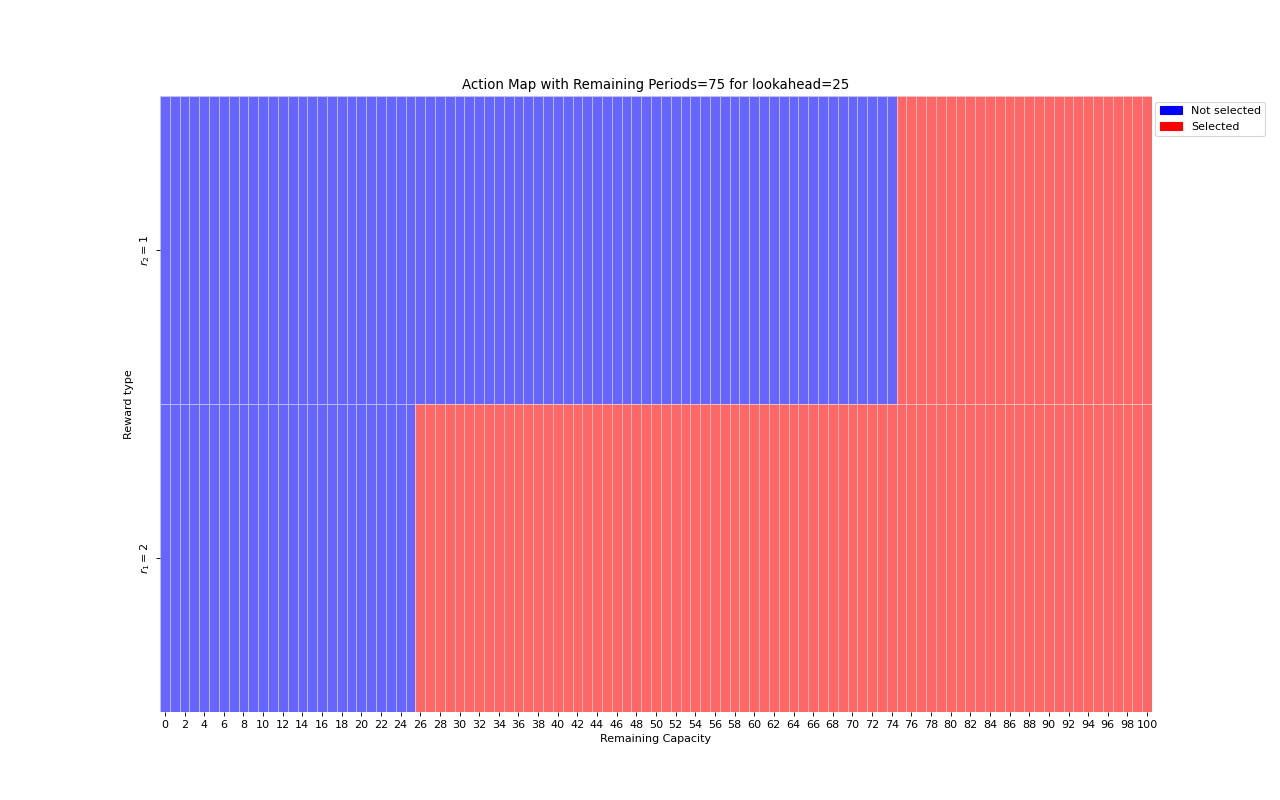 Action Map with Remaining Periods=75 for lookahead=25
Not selected
Selected
r₂ = 1
Reward type
r₁ = 2
0 2 4 6 8 10 12 14 16 18 20 22 24 26 28 30 32 34 36 38 40 42 44 46 48 50 52 54 56 58 60 62 64 66 68 70 72 74 76 78 80 82 84 86 88 90 92 94 96 98 100
Remaining Capacity